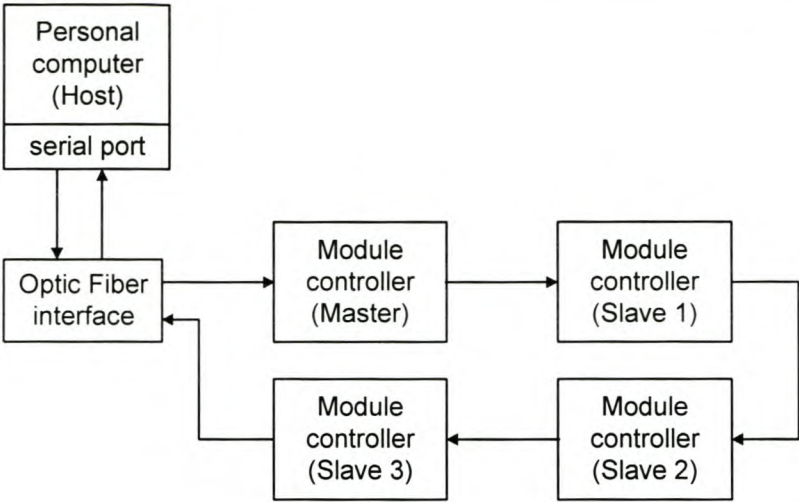 Personal
computer
(Host)
serial port
Optic Fiber
interface
Module
controller
(Master)
Module
controller
(Slave 1)
Module
controller
(Slave 3)
Module
controller
(Slave 2)